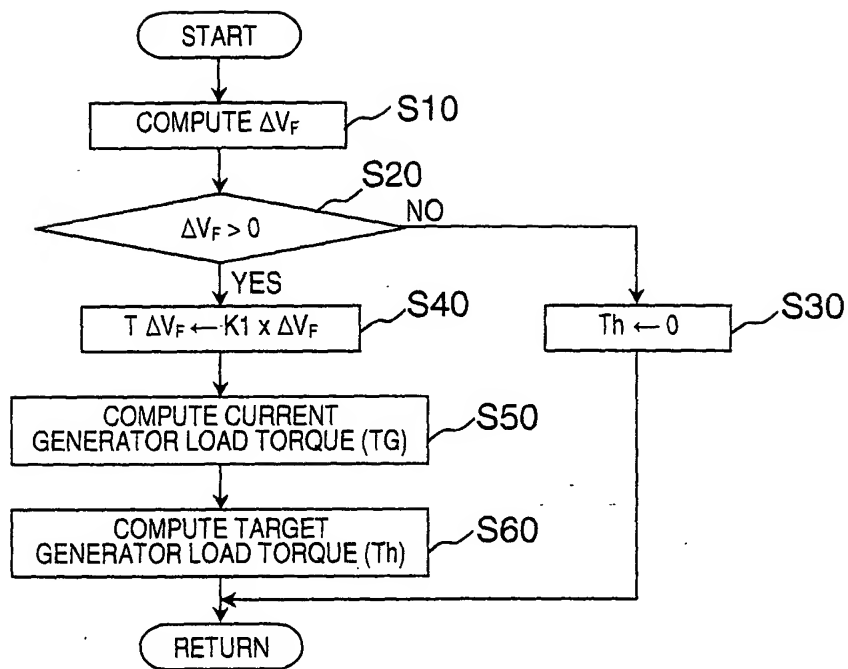 START
COMPUTE ΔVF
S10
S20
ΔVF > 0
NO
YES
S40
T ΔVF ← K1 x ΔVF
Th ← 0
S30
COMPUTE CURRENT
GENERATOR LOAD TORQUE (TG)
S50
COMPUTE TARGET
GENERATOR LOAD TORQUE (Th)
S60
RETURN